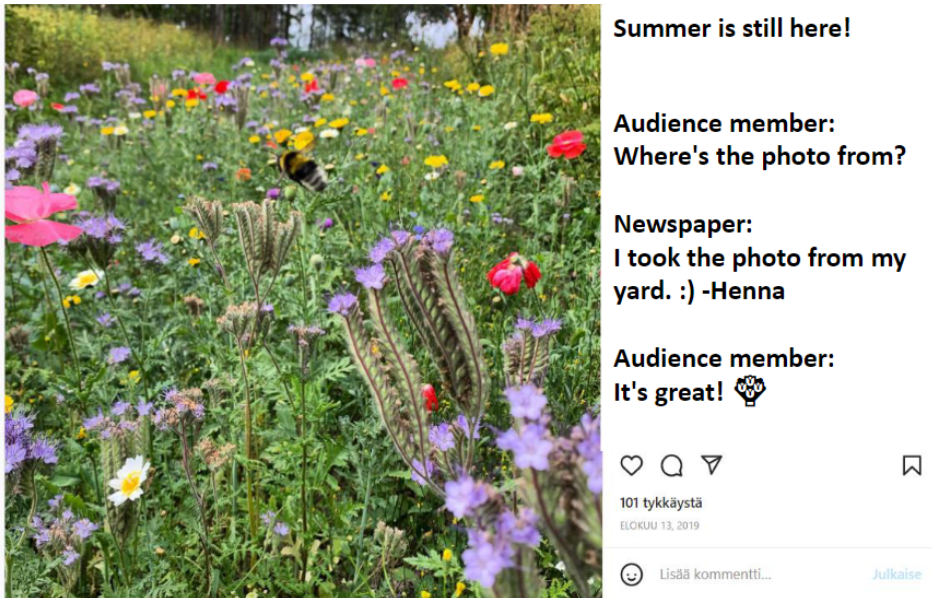 Summer is still here!
Audience member:
Where's the photo from?
Newspaper:
I took the photo from my
yard. :) -Henna
Audience member:
It's great!
101 tykkäystä
ELOKUU 13, 2019
Lisää kommentti...
Julkaise